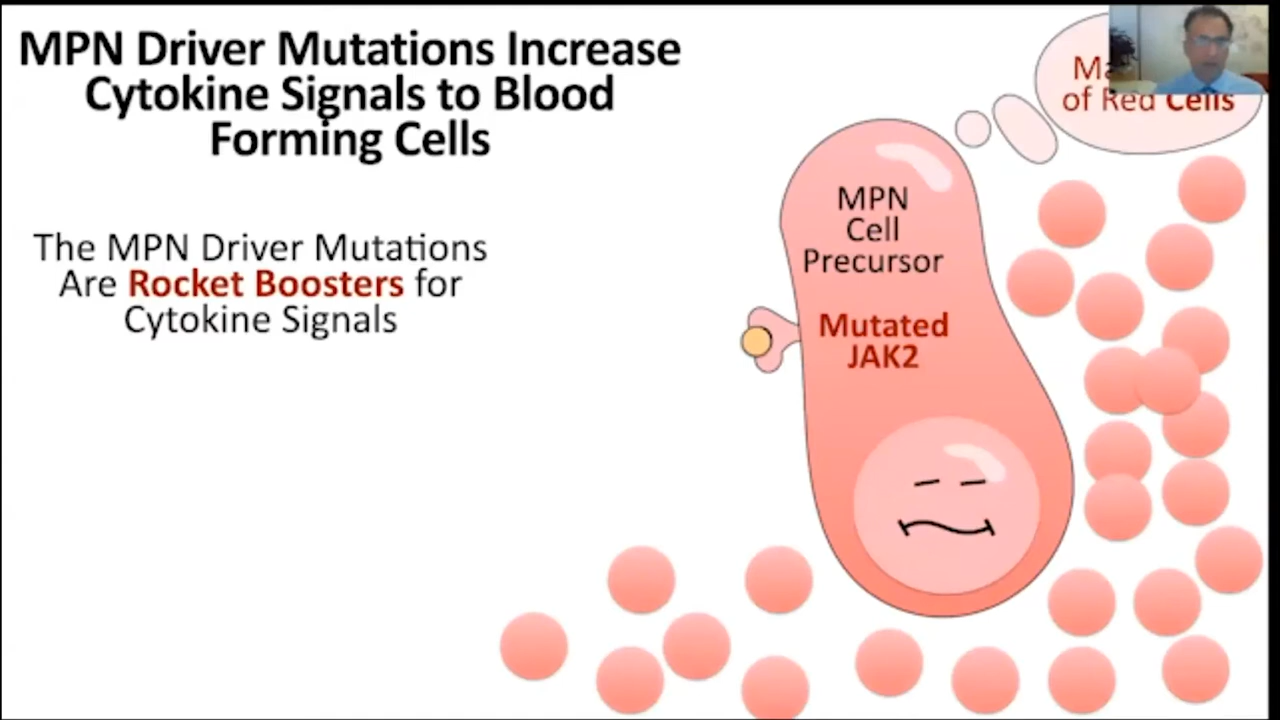 MPN Driver Mutations Increase
Cytokine Signals to Blood
Forming Cells
The MPN Driver Mutations
Are Rocket Boosters for
Cytokine Signals
MPN
Cell
Precursor
Mutated
JAK2
of Red Cells